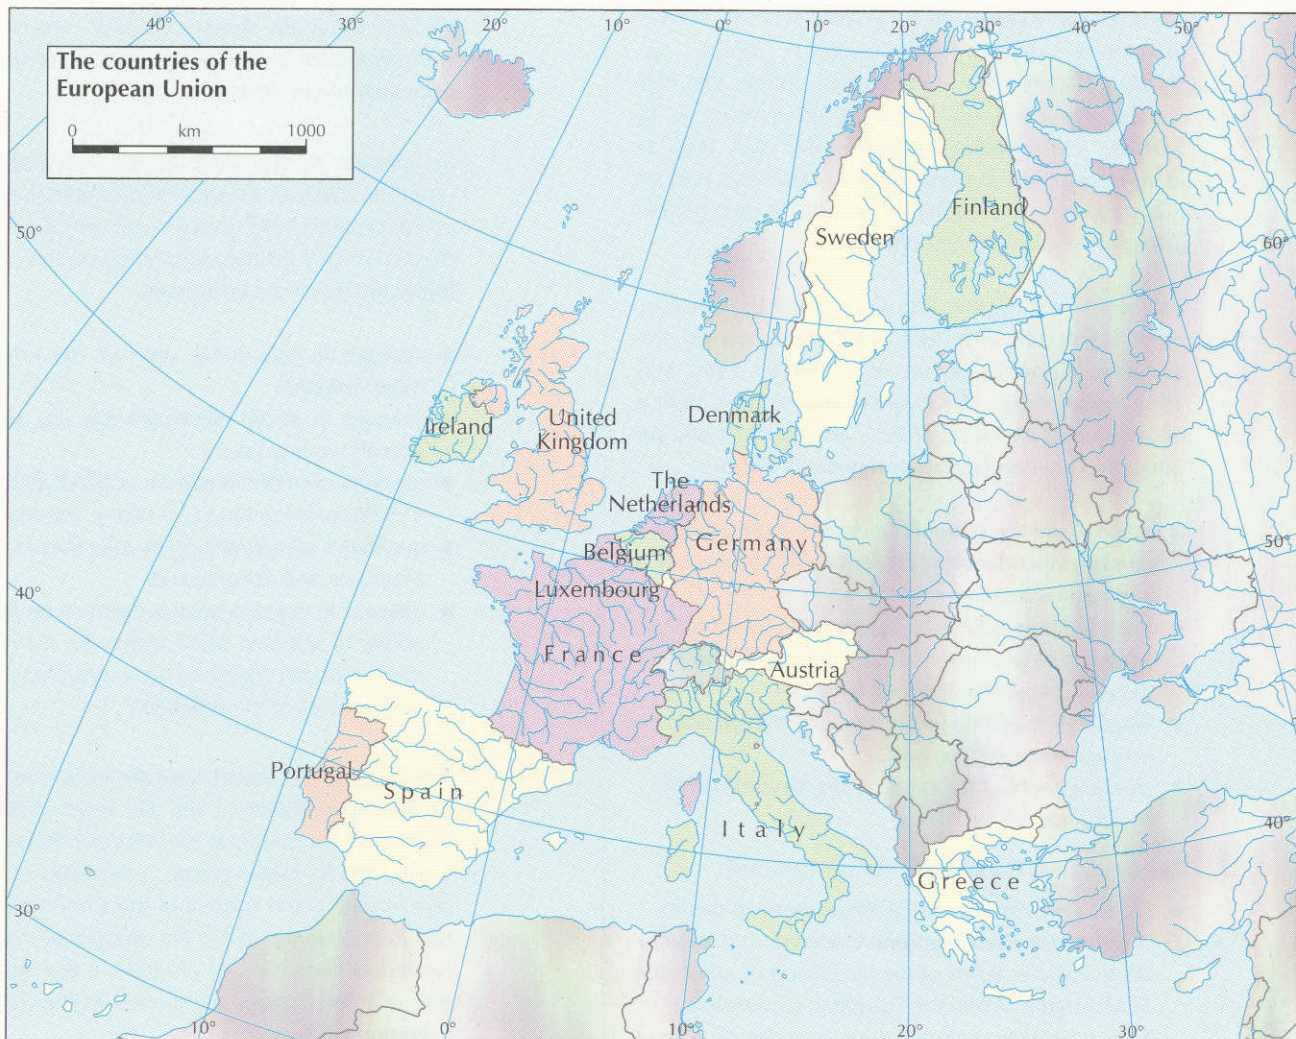 40°
30°
20°
10°
0°
10°
20°
30°
40°
50°
The countries of the
European Union
0 km 1000
50°
60°
Finland
Sweden
Ireland
United
Kingdom
Denmark
The
Netherlands
Belgium
Germany
50°
Luxembourg
40°
France
Austria
Portugal
Spain
Italy
40°
Greece
30°
10°
0°
10°
20°
30°